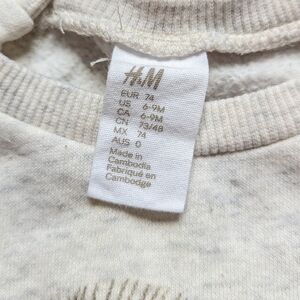 H&M
EUR 74
US 6-9M
CA 6-9M
CN 73/48
MX 74
AUS 0
Made in
Cambodia
Fabriqué en
Cambodge